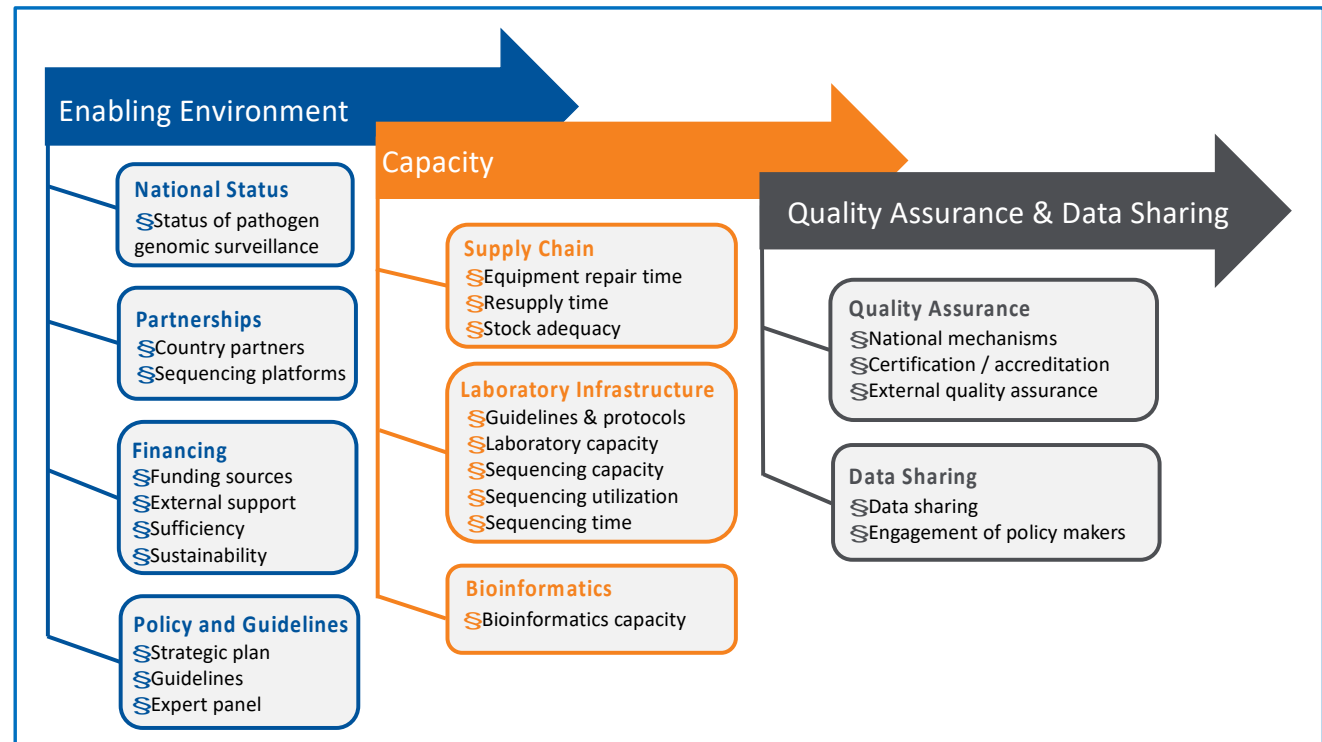 Enabling Environment
National Status
§Status of pathogen
genomic surveillance
Partnerships
§Country partners
§Sequencing platforms
Financing
§Funding sources
§External support
§Sufficiency
§Sustainability
Policy and Guidelines
§Strategic plan
§Guidelines
§Expert panel
Capacity
Supply Chain
§Equipment repair time
§Resupply time
§Stock adequacy
Laboratory Infrastructure
§Guidelines & protocols
§Laboratory capacity
§Sequencing capacity
§Sequencing utilization
§Sequencing time
Bioinformatics
§Bioinformatics capacity
Quality Assurance & Data Sharing
Quality Assurance
§National mechanisms
§Certification / accreditation
§External quality assurance
Data Sharing
§Data sharing
§Engagement of policy makers